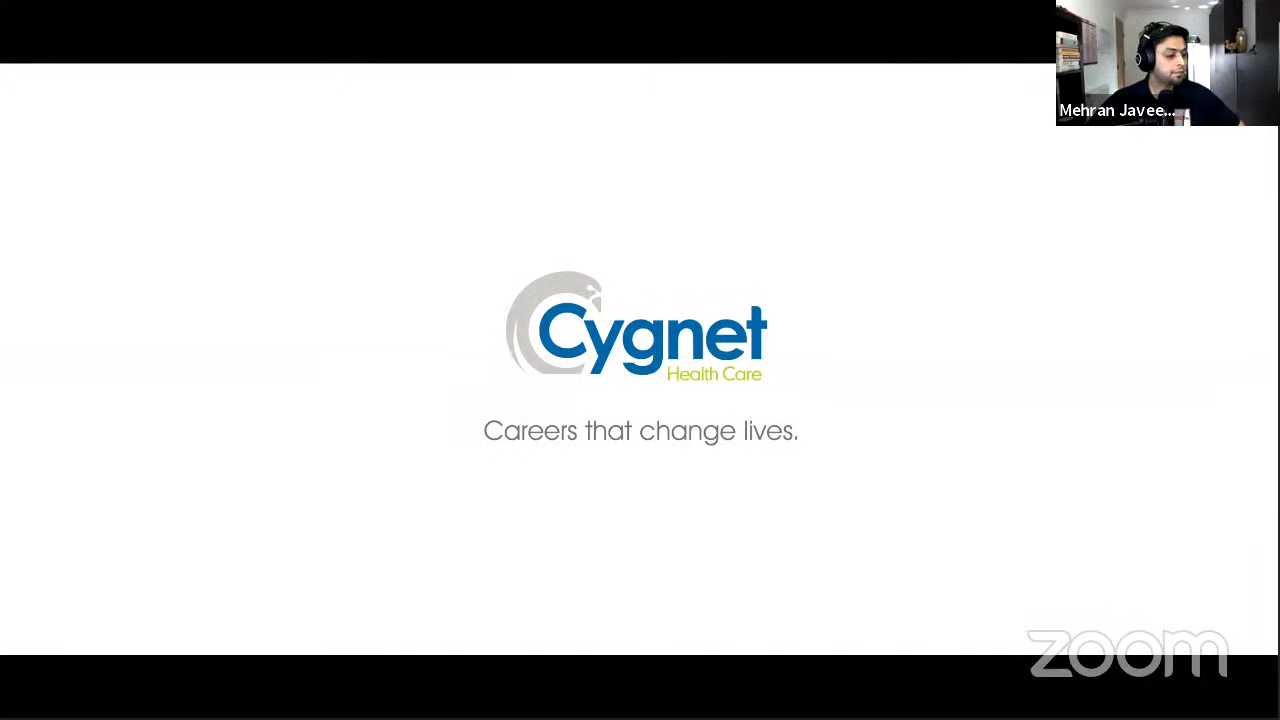 Mehran Javee...
Cygnet
Health Care
Careers that change lives.
zoom